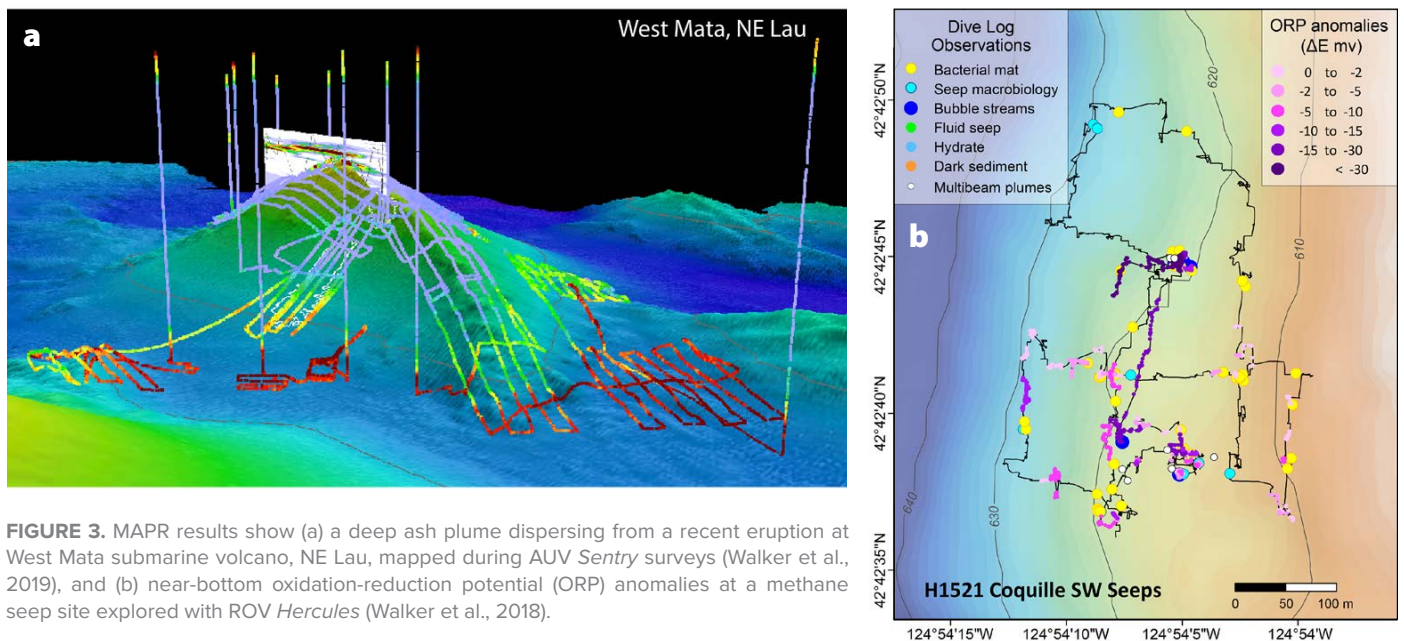 a
West Mata, NE Lau
FIGURE 3. MAPR results show (a) a deep ash plume dispersing from a recent eruption at
West Mata submarine volcano, NE Lau, mapped during AUV Sentry surveys (Walker et al.,
2019), and (b) near-bottom oxidation-reduction potential (ORP) anomalies at a methane
seep site explored with ROV Hercules (Walker et al., 2018).
b
Dive Log
Observations
Bacterial mat
Seep macrobiology
Bubble streams
Fluid seep
Hydrate
Dark sediment
Multibeam plumes
ORP anomalies
(ΔE mv)
0 to -2
-2 to -5
-5 to -10
-10 to -15
-15 to -30
< -30
620
610
640
630
42°42'50"N
42°42'45"N
42°42'40"N
42°42'35"N
H1521 Coquille SW Seeps
0 50 100 m
124°54'15"W 124°54'10"W 124°54'5"W 124°54'W